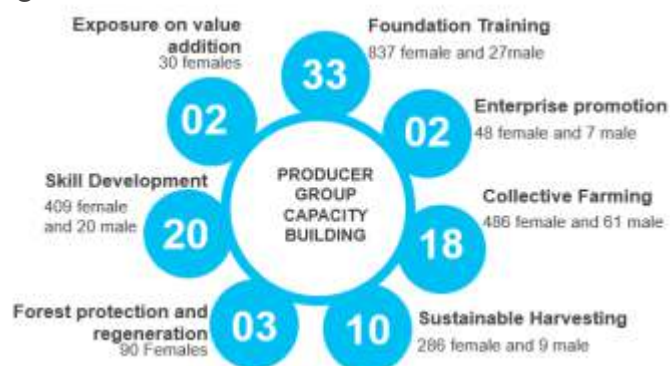 Exposure on value
addition
30 females
02
33
Foundation Training
837 female and 27male
02
Enterprise promotion
48 female and 7 male
18
Collective Farming
486 female and 61 male
10
Sustainable Harvesting
286 female and 9 male
03
Forest protection and
regeneration
90 Females
20
Skill Development
409 female
and 20 male
PRODUCER
GROUP
CAPACITY
BUILDING